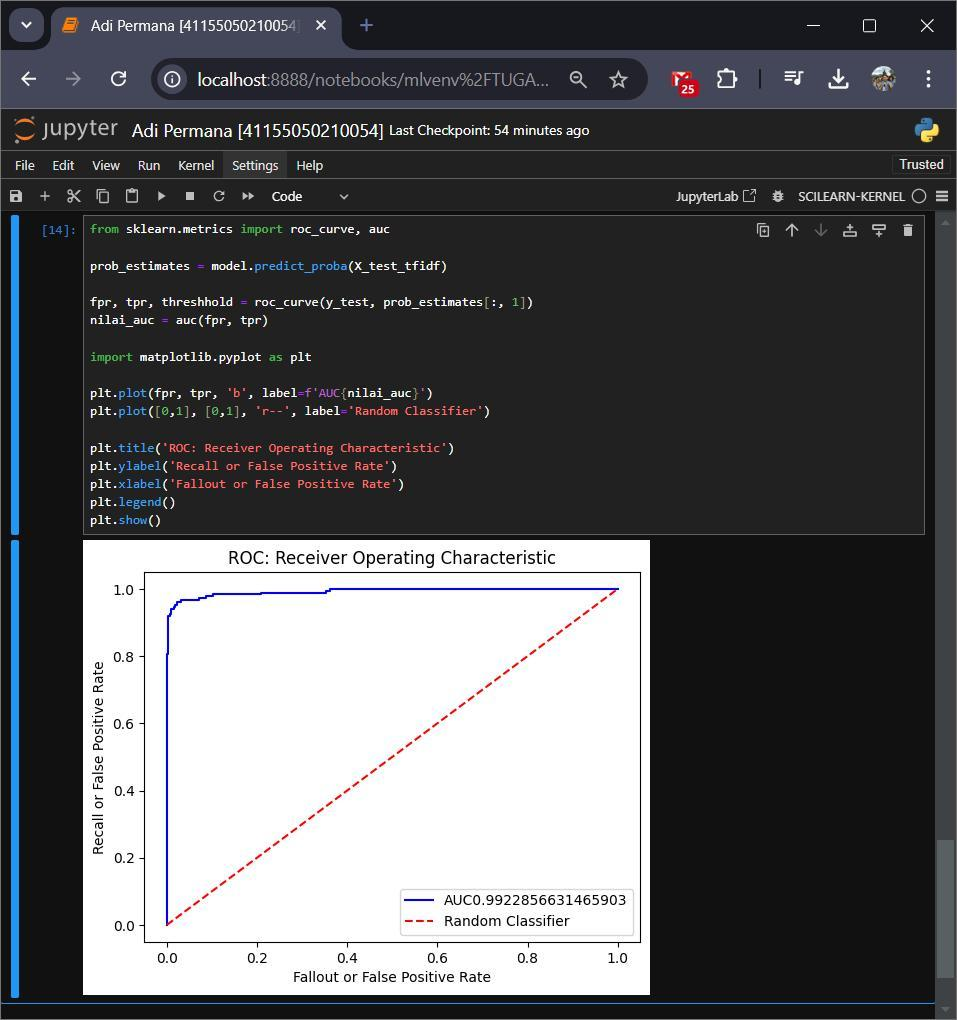 Adi Permana [41155050210054]
localhost:8888/notebooks/mlvenv%2FTUGA...
25
jupyter Adi Permana [41155050210054] Last Checkpoint: 54 minutes ago
File Edit View Run Kernel Settings Help Trusted
Code JupyterLab SCILEARN-KERNEL
[14]: from sklearn.metrics import roc_curve, auc
prob_estimates = model.predict_proba(X_test_tfidf)
fpr, tpr, threshhold = roc_curve(y_test, prob_estimates[:, 1])
nilai_auc = auc(fpr, tpr)
import matplotlib.pyplot as plt
plt.plot(fpr, tpr, 'b', label=f'AUC{nilai_auc}')
plt.plot([0,1], [0,1], 'r--', label='Random Classifier')
plt.title('ROC: Receiver Operating Characteristic')
plt.ylabel('Recall or False Positive Rate')
plt.xlabel('Fallout or False Positive Rate')
plt.legend()
plt.show()
ROC: Receiver Operating Characteristic
Recall or False Positive Rate
1.0
0.8
0.6
0.4
0.2
0.0
AUC0.9922856631465903
Random Classifier
0.0 0.2 0.4 0.6 0.8 1.0
Fallout or False Positive Rate